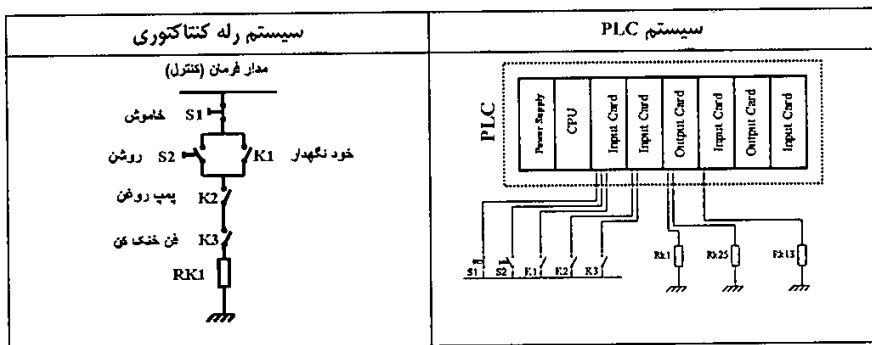 سیستم رله کنتاکتوری
سیستم PLC
مدار فرمان (کنترل)
خاموش S1
روشن S2
K1 خود نگهدار
پمپ روغن K2
فن خنک کن K3
RK1
PLC
Power Supply
CPU
Input Card
Input Card
Output Card
Input Card
Output Card
Input Card
S1 S2 K1 K2 K3
Rk1 Rk25 Rk13